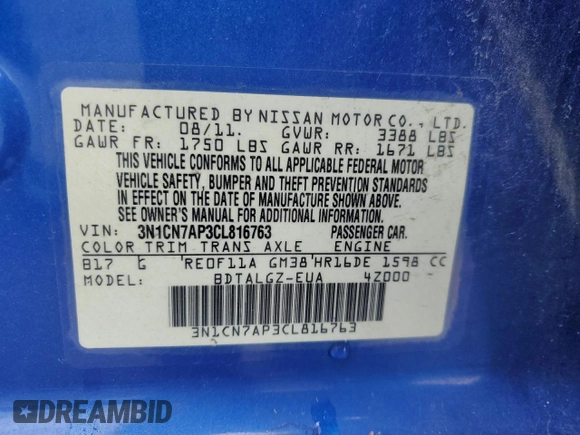 MANUFACTURED BY NISSAN MOTOR CO., LTD.
DATE: 08/11. GVWR: 3388 LBS
GAWR FR: 1750 LBS GAWR RR: 1671 LBS
THIS VEHICLE CONFORMS TO ALL APPLICABLE FEDERAL MOTOR
VEHICLE SAFETY, BUMPER AND THEFT PREVENTION STANDARDS
IN EFFECT ON THE DATE OF MANUFACTURE SHOWN ABOVE.
SEE OWNER'S MANUAL FOR ADDITIONAL INFORMATION.
VIN: 3N1CN7AP3CL816763 PASSENGER CAR.
COLOR TRIM TRANS AXLE ENGINE
B17 G RE0F11A GM38 HR16DE 1598 CC
MODEL: BDTALGZ-EUA 4Z000
3N1CN7AP3CL816763
DREAMBID